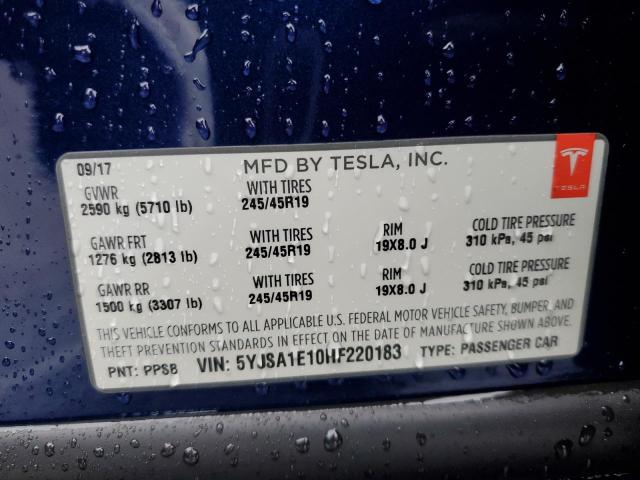 09/17 MFD BY TESLA, INC.
TESLA
GVWR WITH TIRES
2590 kg (5710 lb) 245/45R19
GAWR FRT WITH TIRES RIM COLD TIRE PRESSURE
1276 kg (2813 lb) 245/45R19 19X8.0 J 310 kPa, 45 psi
GAWR RR WITH TIRES RIM COLD TIRE PRESSURE
1500 kg (3307 lb) 245/45R19 19X8.0 J 310 kPa, 45 psi
THIS VEHICLE CONFORMS TO ALL APPLICABLE U.S. FEDERAL MOTOR VEHICLE SAFETY, BUMPER, AND
THEFT PREVENTION STANDARDS IN EFFECT ON THE DATE OF MANUFACTURE SHOWN ABOVE.
PNT: PPSB VIN: 5YJSA1E10HF220183 TYPE: PASSENGER CAR